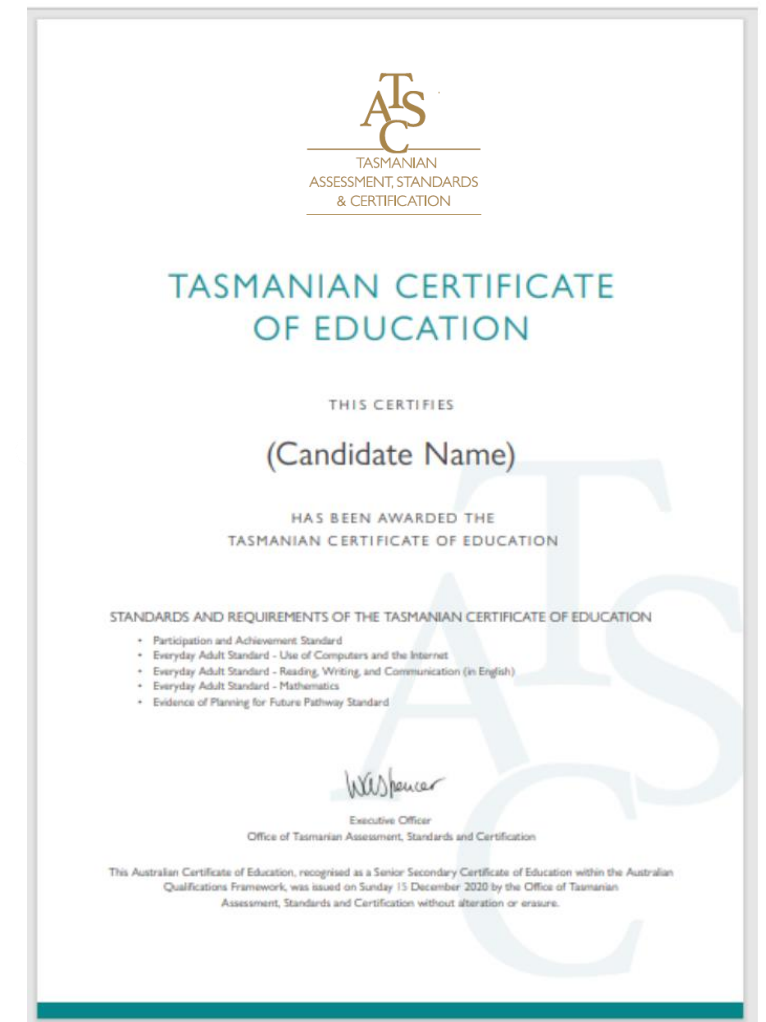 TASC
TASMANIAN
ASSESSMENT, STANDARDS
& CERTIFICATION
TASMANIAN CERTIFICATE
OF EDUCATION
THIS CERTIFIES
(Candidate Name)
HAS BEEN AWARDED THE
TASMANIAN CERTIFICATE OF EDUCATION
STANDARDS AND REQUIREMENTS OF THE TASMANIAN CERTIFICATE OF EDUCATION
• Participation and Achievement Standard
• Everyday Adult Standard - Use of Computers and the Internet
• Everyday Adult Standard - Reading, Writing, and Communication (in English)
• Everyday Adult Standard - Mathematics
• Evidence of Planning for Future Pathway Standard
Executive Officer
Office of Tasmanian Assessment, Standards and Certification
This Australian Certificate of Education, recognised as a Senior Secondary Certificate of Education within the Australian
Qualifications Framework, was issued on Sunday 15 December 2020 by the Office of Tasmanian
Assessment, Standards and Certification without alteration or erasure.
TASC